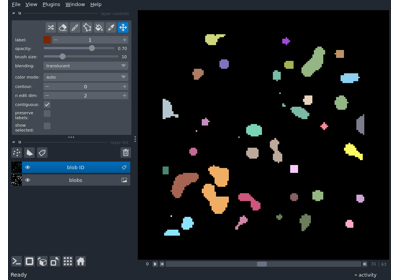 File View Plugins Window Help
label: 1
opacity: 0.70
brush size: 10
blending: translucent
color mode: auto
contour: 0
n edit dim: 2
contiguous:
preserve labels:
show selected:
blob ID
blobs
Ready
activity